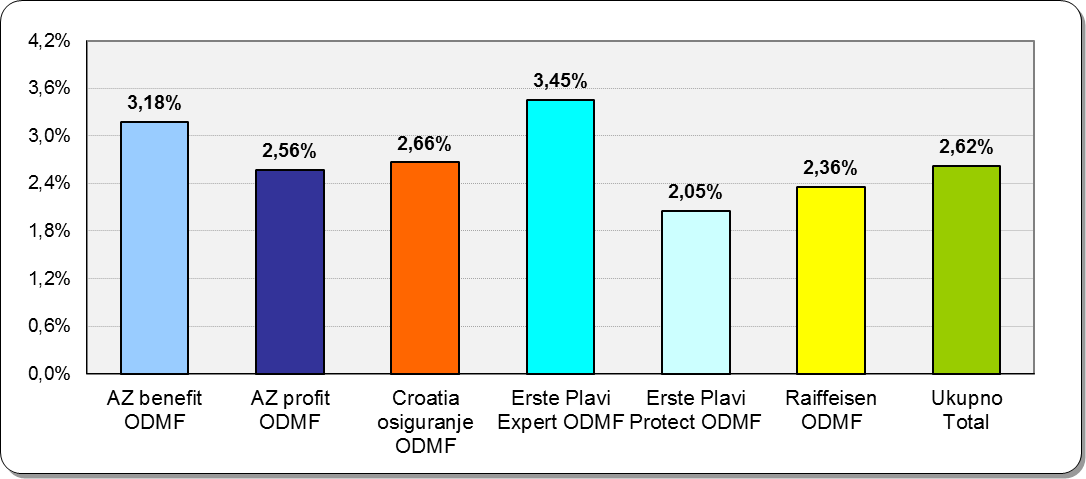 4,2%
3,6%
3,0%
2,4%
1,8%
1,2%
0,6%
0,0%
3,18%
2,56%
2,66%
3,45%
2,05%
2,36%
2,62%
AZ benefit
ODMF
AZ profit
ODMF
Croatia
osiguranje
ODMF
Erste Plavi
Expert ODMF
Erste Plavi
Protect ODMF
Raiffeisen
ODMF
Ukupno
Total